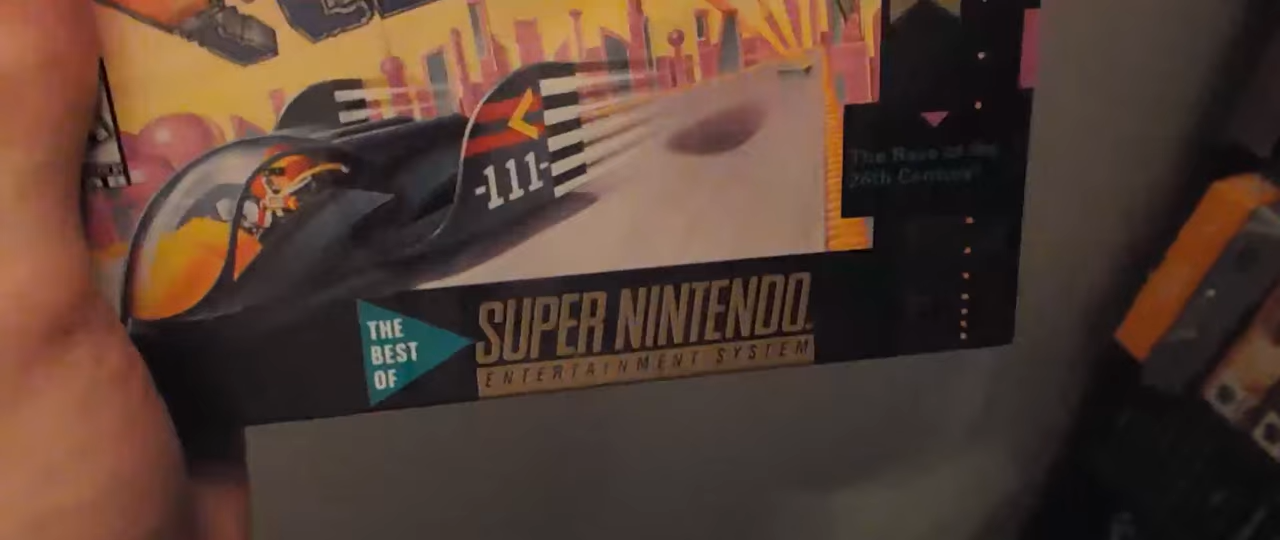 -111-
The Race of the
26th Century
THE
BEST
OF
SUPER NINTENDO
ENTERTAINMENT SYSTEM